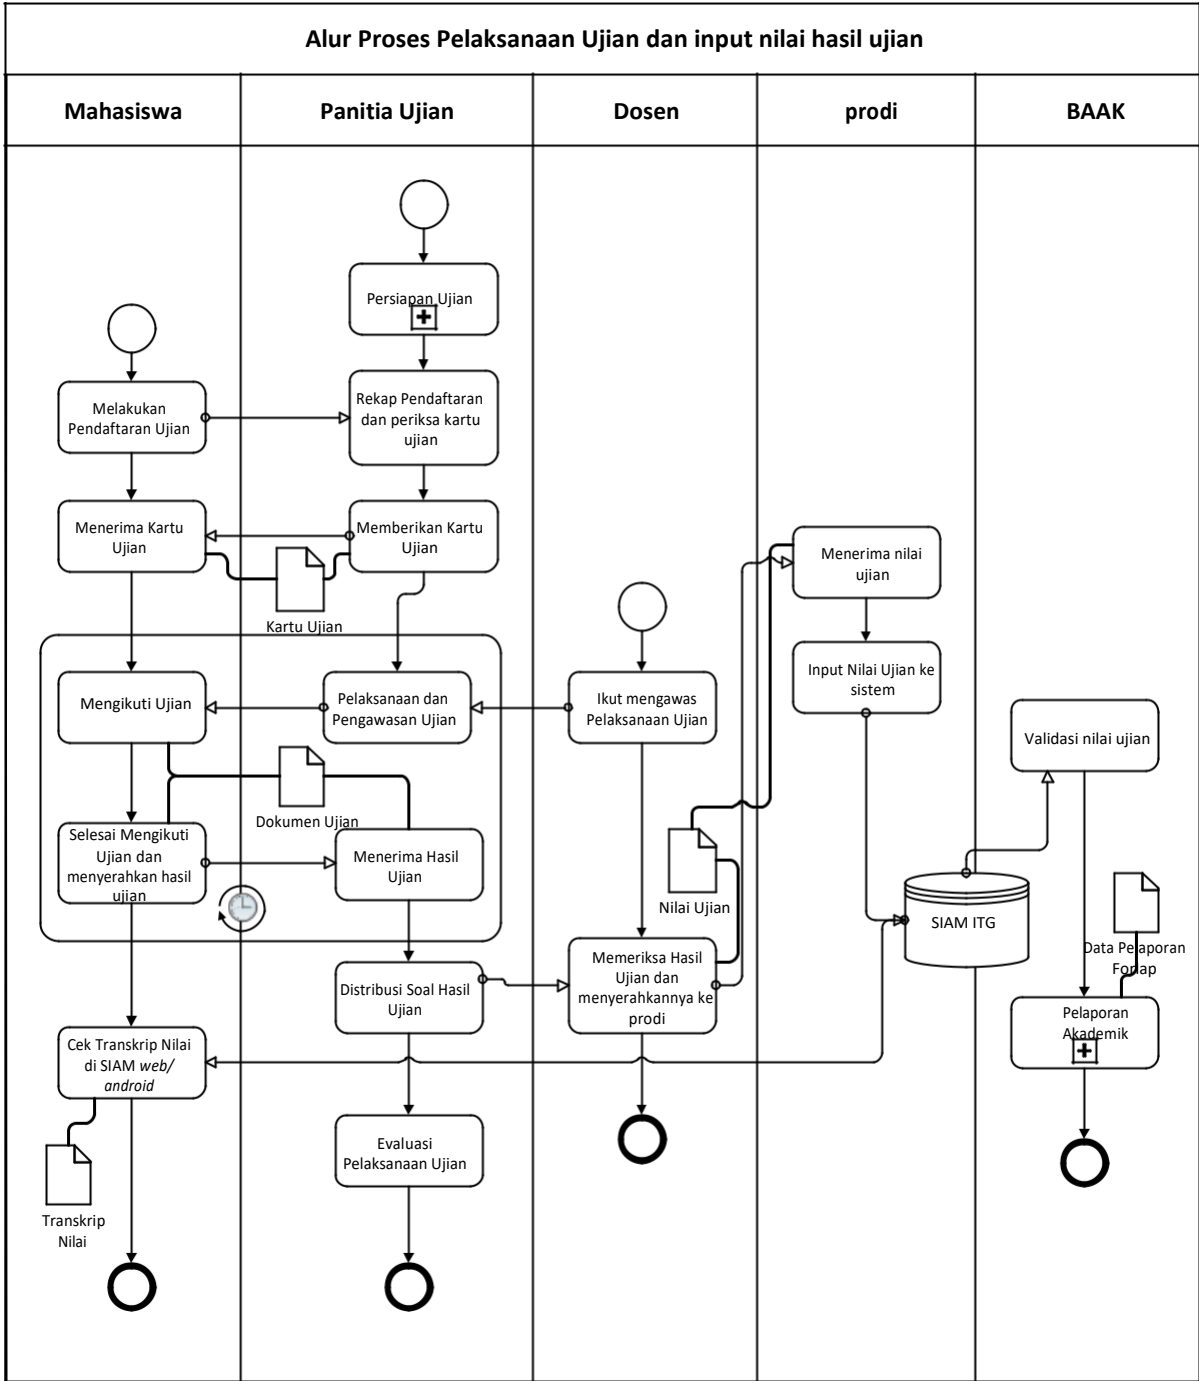 Alur Proses Pelaksanaan Ujian dan input nilai hasil ujian
Mahasiswa
Panitia Ujian
Dosen
prodi
BAAK
Persiapan Ujian
Melakukan
Pendaftaran Ujian
Rekap Pendaftaran
dan periksa kartu
ujian
Menerima Kartu
Ujian
Memberikan Kartu
Ujian
Kartu Ujian
Menerima nilai
ujian
Mengikuti Ujian
Pelaksanaan dan
Pengawasan Ujian
Ikut mengawas
Pelaksanaan Ujian
Input Nilai Ujian ke
sistem
Validasi nilai ujian
Dokumen Ujian
Selesai Mengikuti
Ujian dan
menyerahkan hasil
ujian
Menerima Hasil
Ujian
Nilai Ujian
SIAM ITG
Data Pelaporan
Forlap
Distribusi Soal Hasil
Ujian
Memeriksa Hasil
Ujian dan
menyerahkannya ke
prodi
Pelaporan
Akademik
Cek Transkrip Nilai
di SIAM web/
android
Evaluasi
Pelaksanaan Ujian
Transkrip
Nilai